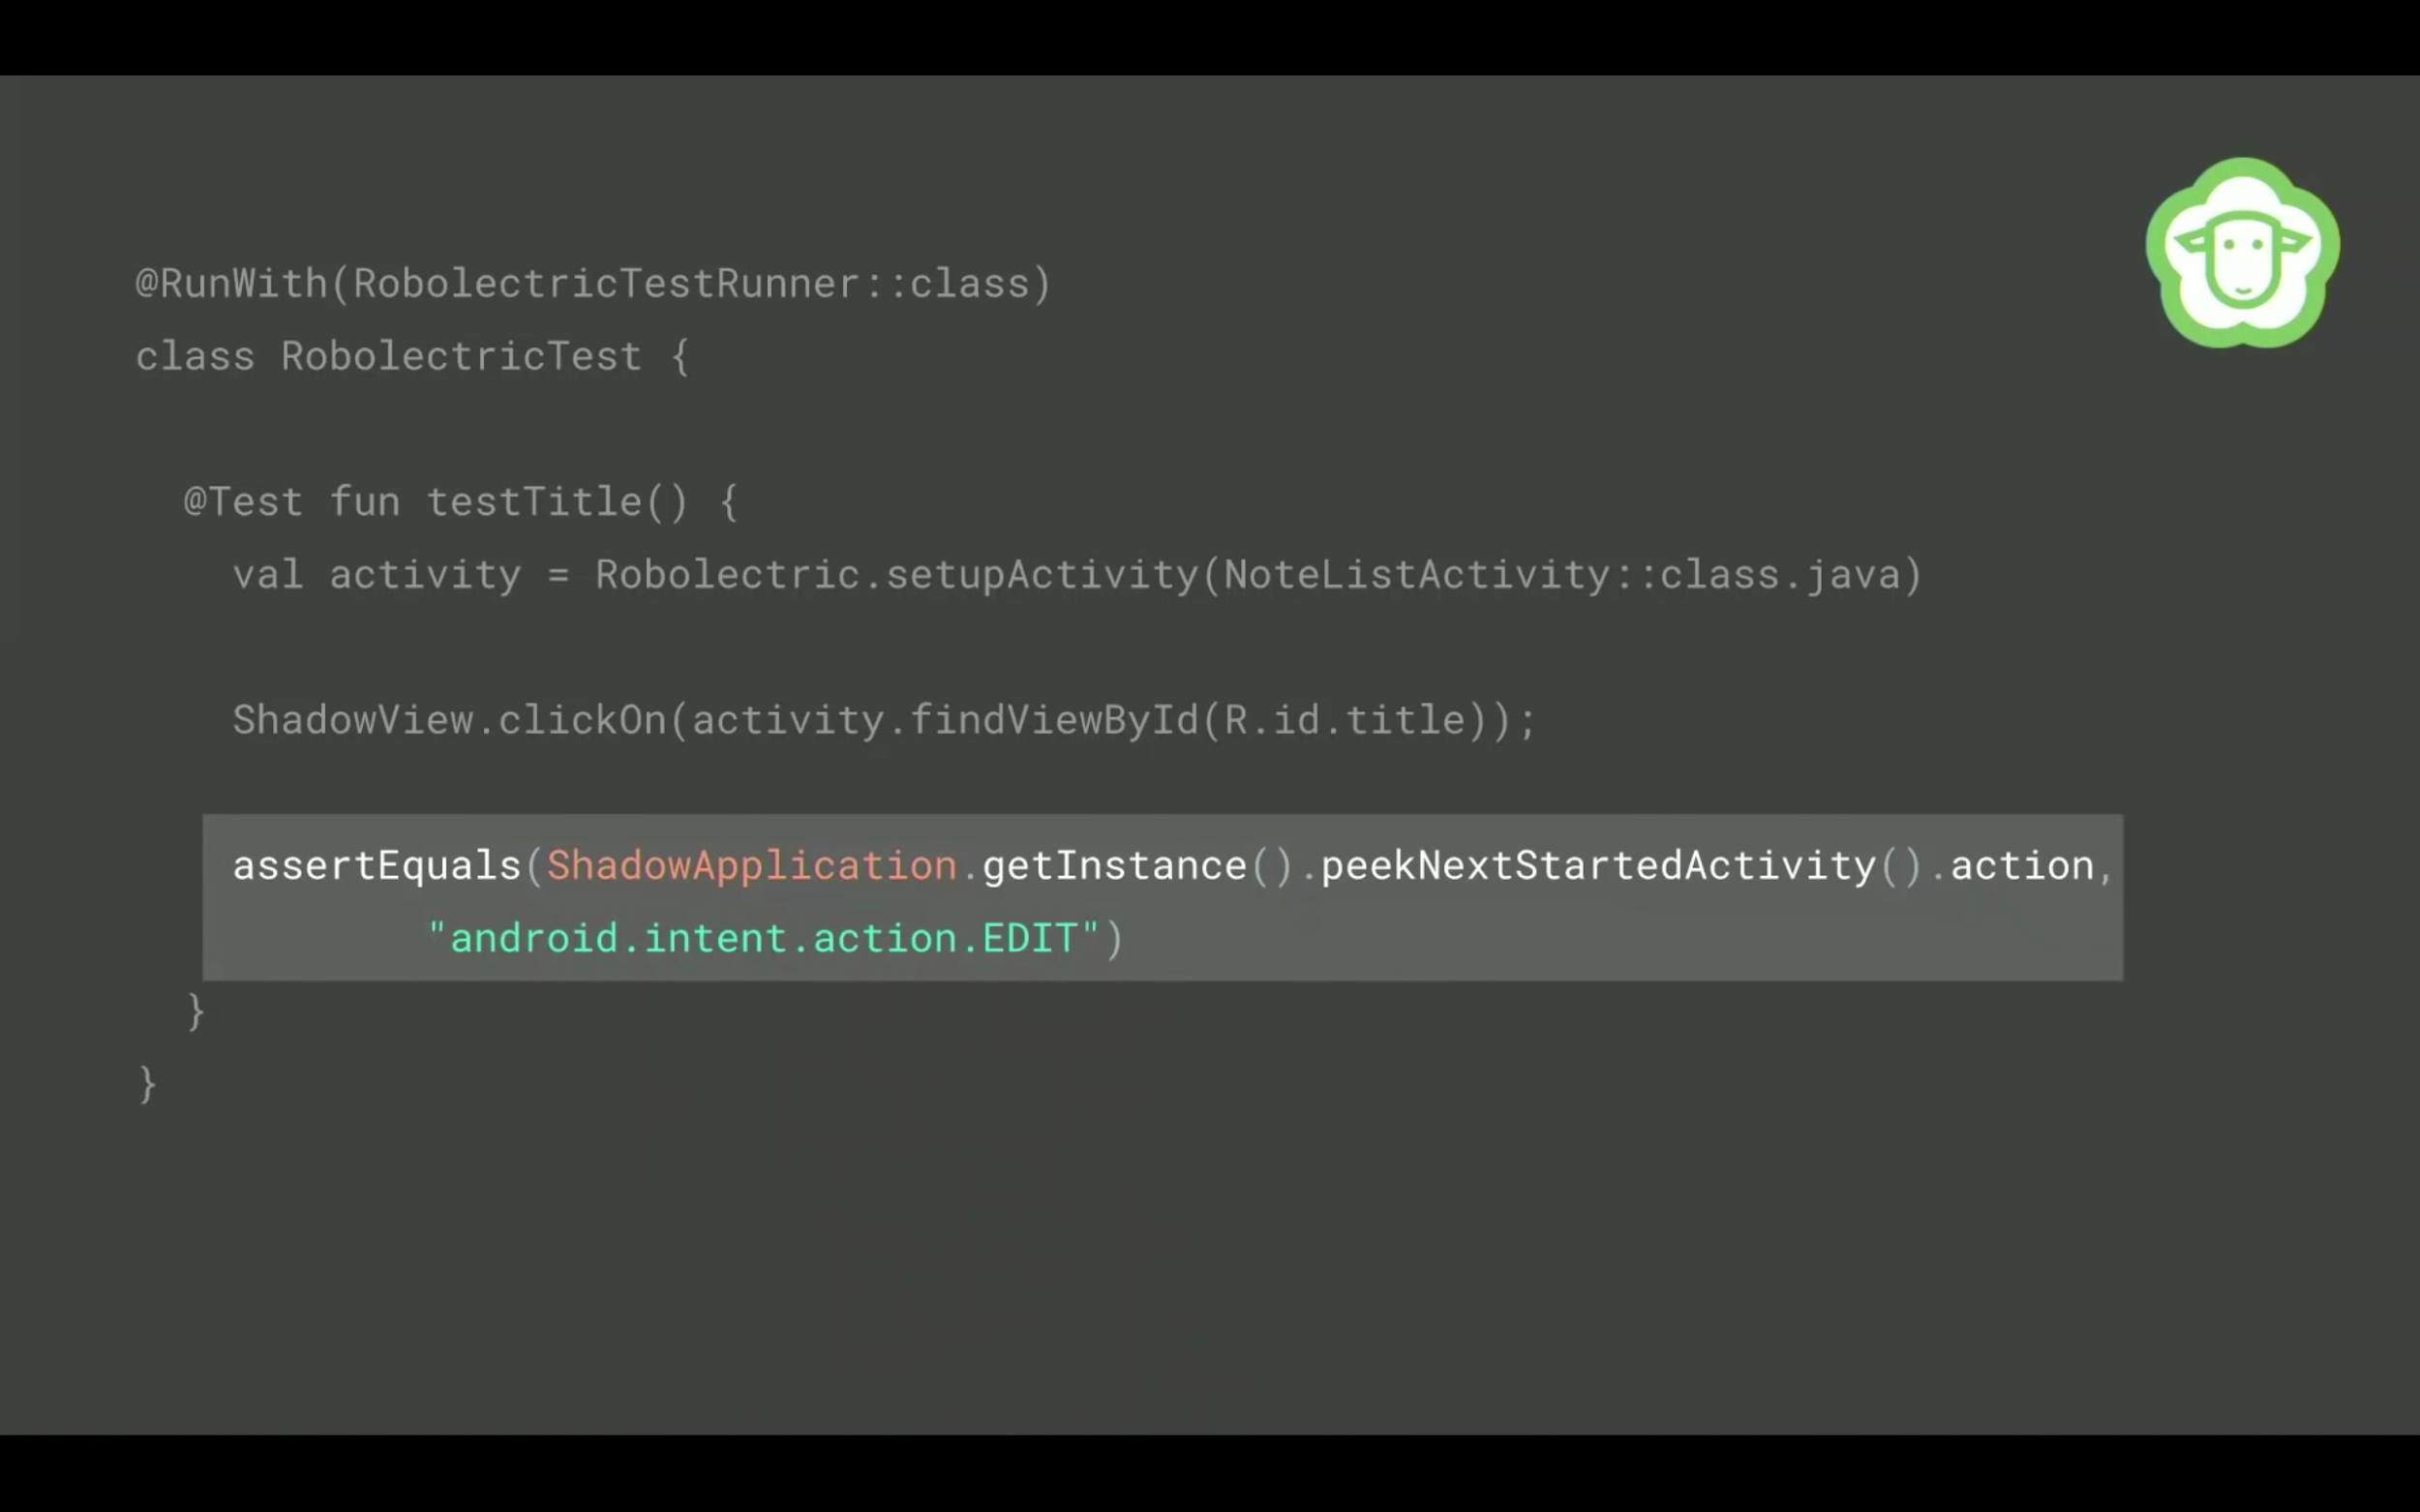 @RunWith(RobolectricTestRunner::class)
class RobolectricTest {
@Test fun testTitle() {
val activity = Robolectric.setupActivity(NoteListActivity::class.java)
ShadowView.clickOn(activity.findViewById(R.id.title));
assertEquals(ShadowApplication.getInstance().peekNextStartedActivity().action,
"android.intent.action.EDIT")
}
}